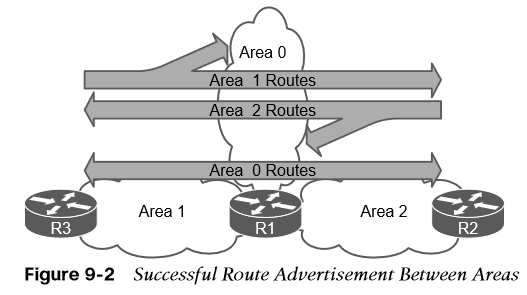 Area 0
Area 1 Routes
Area 2 Routes
Area 0 Routes
Area 1
Area 2
R3
R1
R2
Figure 9-2 Successful Route Advertisement Between Areas